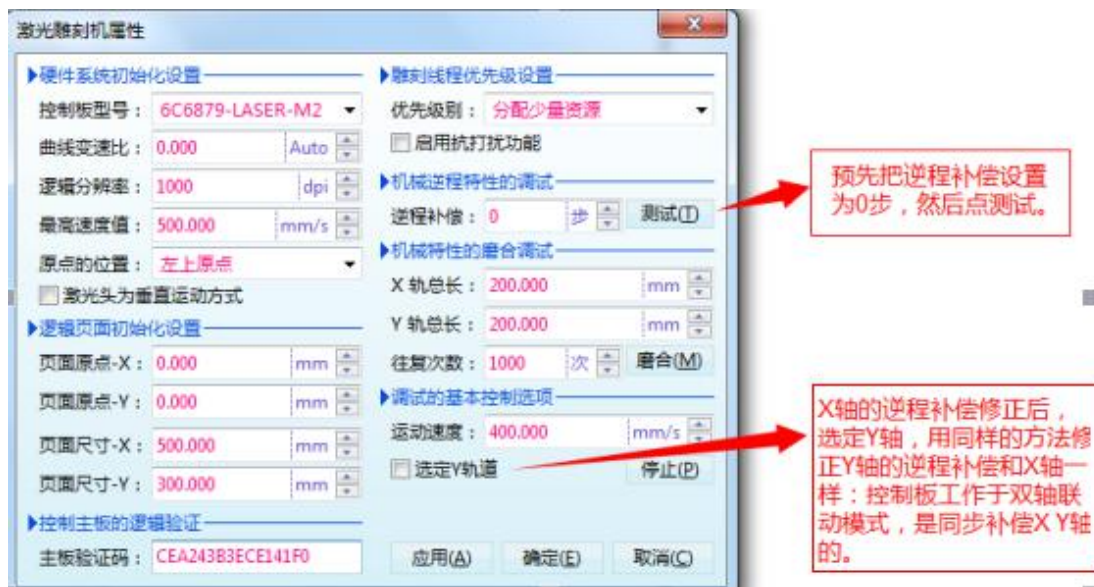 激光雕刻机属性
▶硬件系统初始化设置
控制板型号： 6C6879-LASER-M2
曲线变速比： 0.000 Auto
逻辑分辨率： 1000 dpi
最高速度值： 500.000 mm/s
原点的位置： 左上原点
激光头为垂直运动方式
▶逻辑页面初始化设置
页面原点-X： 0.000 mm
页面原点-Y： 0.000 mm
页面尺寸-X： 500.000 mm
页面尺寸-Y： 300.000 mm
▶控制主板的逻辑验证
主板验证码： CEA243B3ECE141F0
▶雕刻线程优先级设置
优先级别： 分配少量资源
启用抗打扰功能
▶机械逆程特性的调试
逆程补偿： 0 步 测试(T)
▶机械特性的磨合调试
X 轨总长： 200.000 mm
Y 轨总长： 200.000 mm
往复次数： 1000 次 磨合(M)
▶调试的基本控制选项
运动速度： 400.000 mm/s
选定Y轨道 停止(P)
应用(A) 确定(E) 取消(C)
预先把逆程补偿设置
为0步，然后点测试。
X轴的逆程补偿修正后，
选定Y轴，用同样的方法修
正Y轴的逆程补偿和X轴一
样：控制板工作于双轴联
动模式，是同步补偿X Y轴
的。